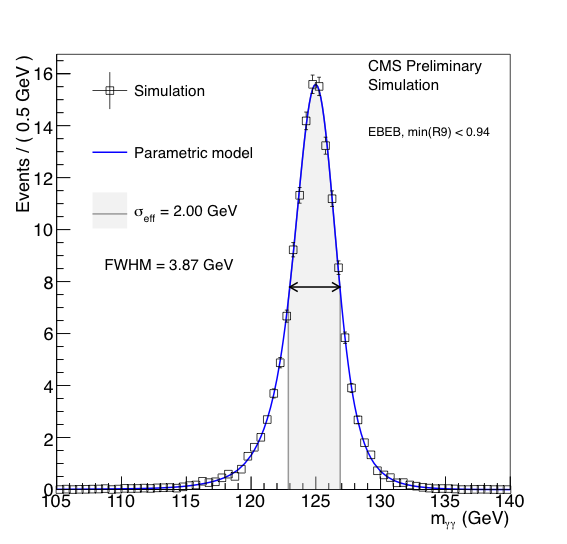 CMS Preliminary
Simulation
EBEB, min(R9) < 0.94
Simulation
Parametric model
σeff = 2.00 GeV
FWHM = 3.87 GeV
Events / ( 0.5 GeV )
16
14
12
10
8
6
4
2
0
105 110 115 120 125 130 135 140
mγγ (GeV)